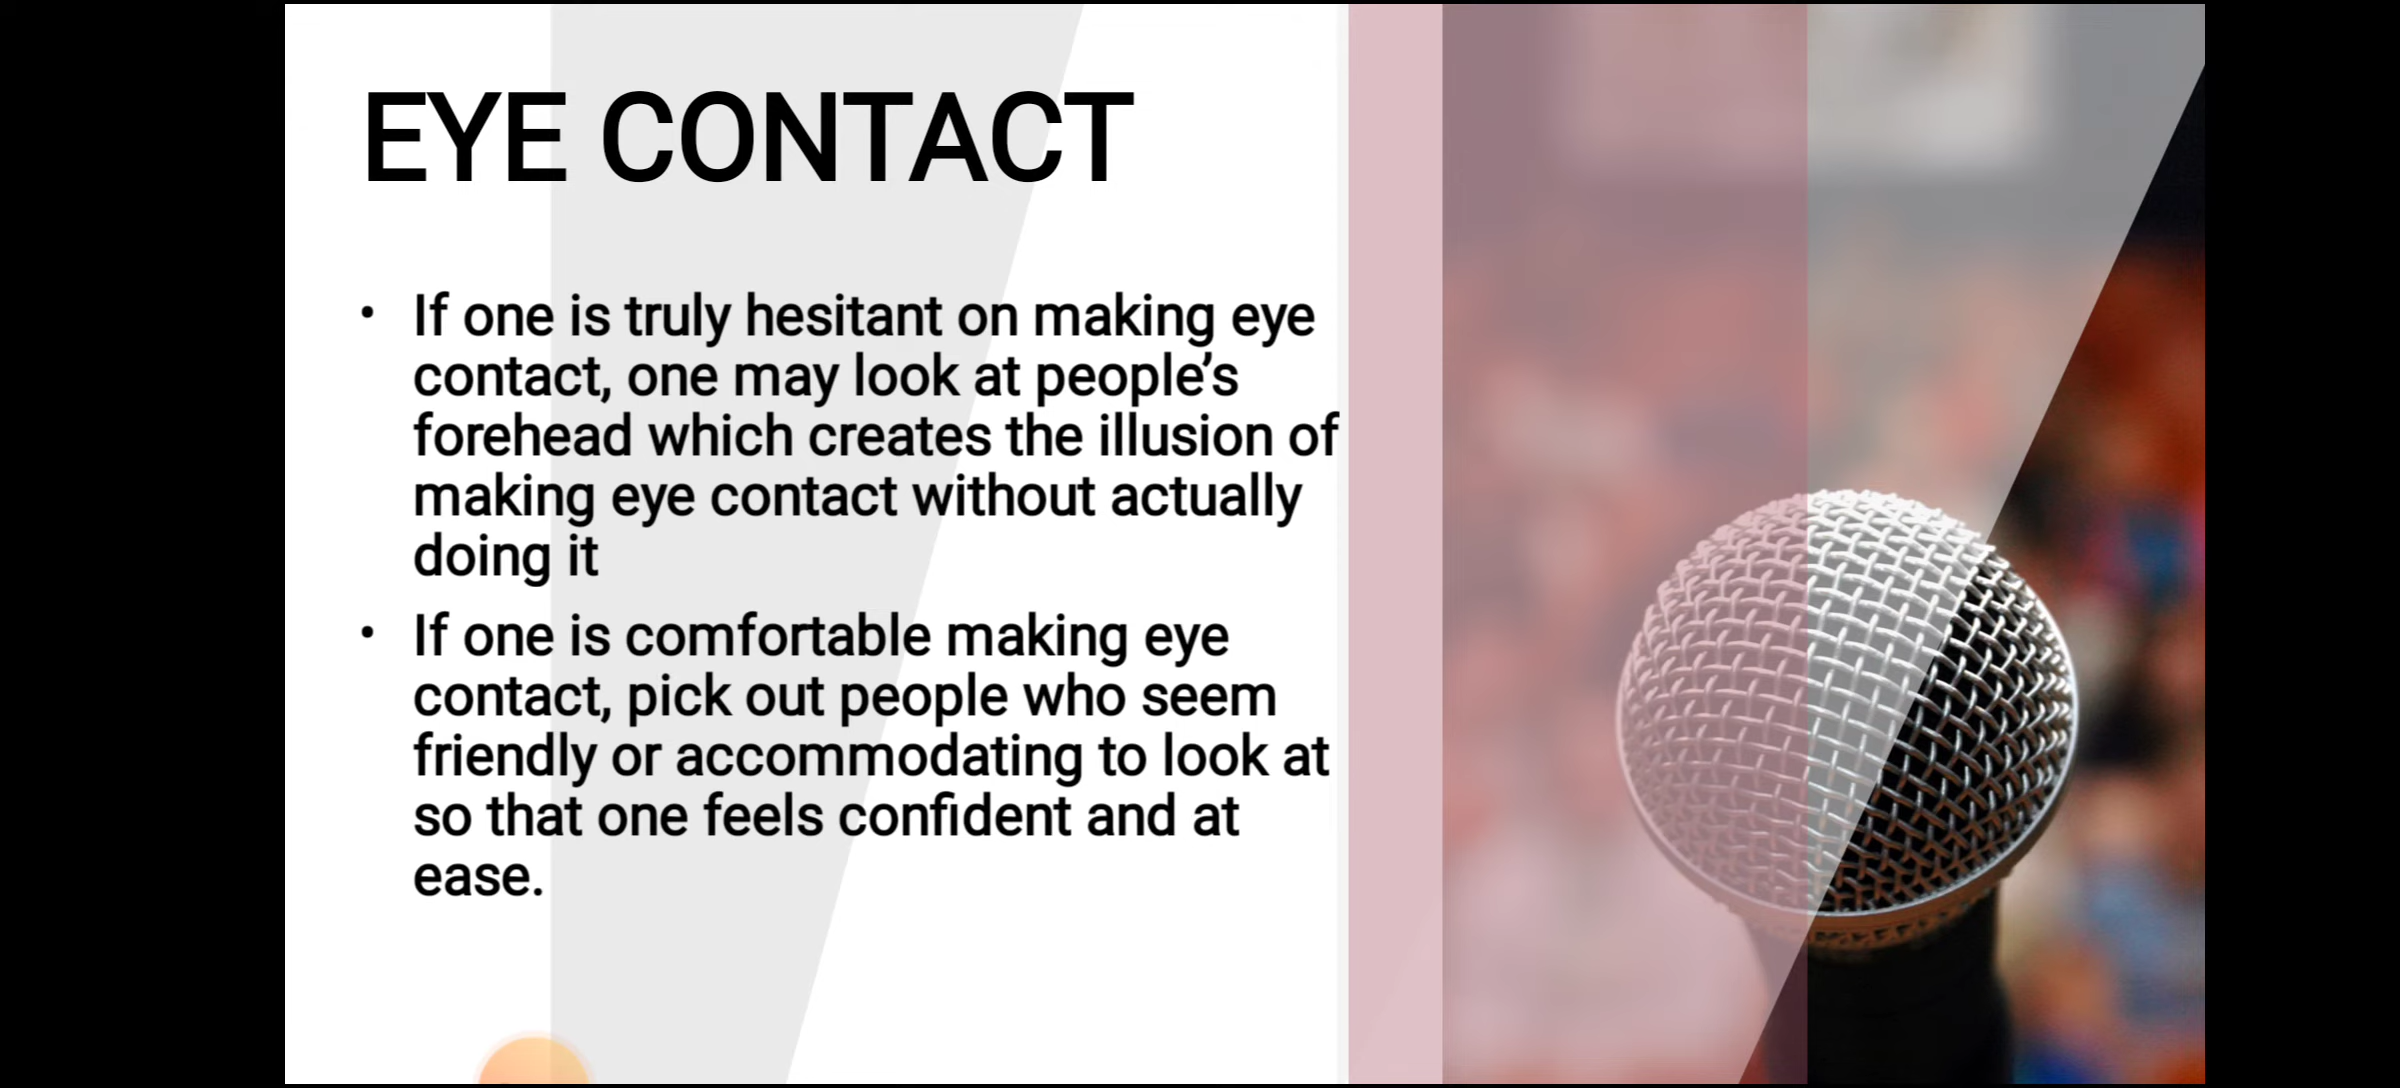 EYE CONTACT
• If one is truly hesitant on making eye
contact, one may look at people’s
forehead which creates the illusion of
making eye contact without actually
doing it
• If one is comfortable making eye
contact, pick out people who seem
friendly or accommodating to look at
so that one feels confident and at
ease.